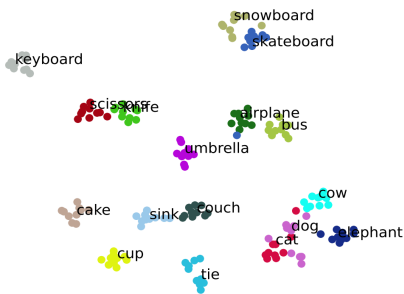 snowboard
skateboard
keyboard
scissors
knife
airplane
bus
umbrella
cow
cake
sink
couch
dog
elephant
cat
cup
tie